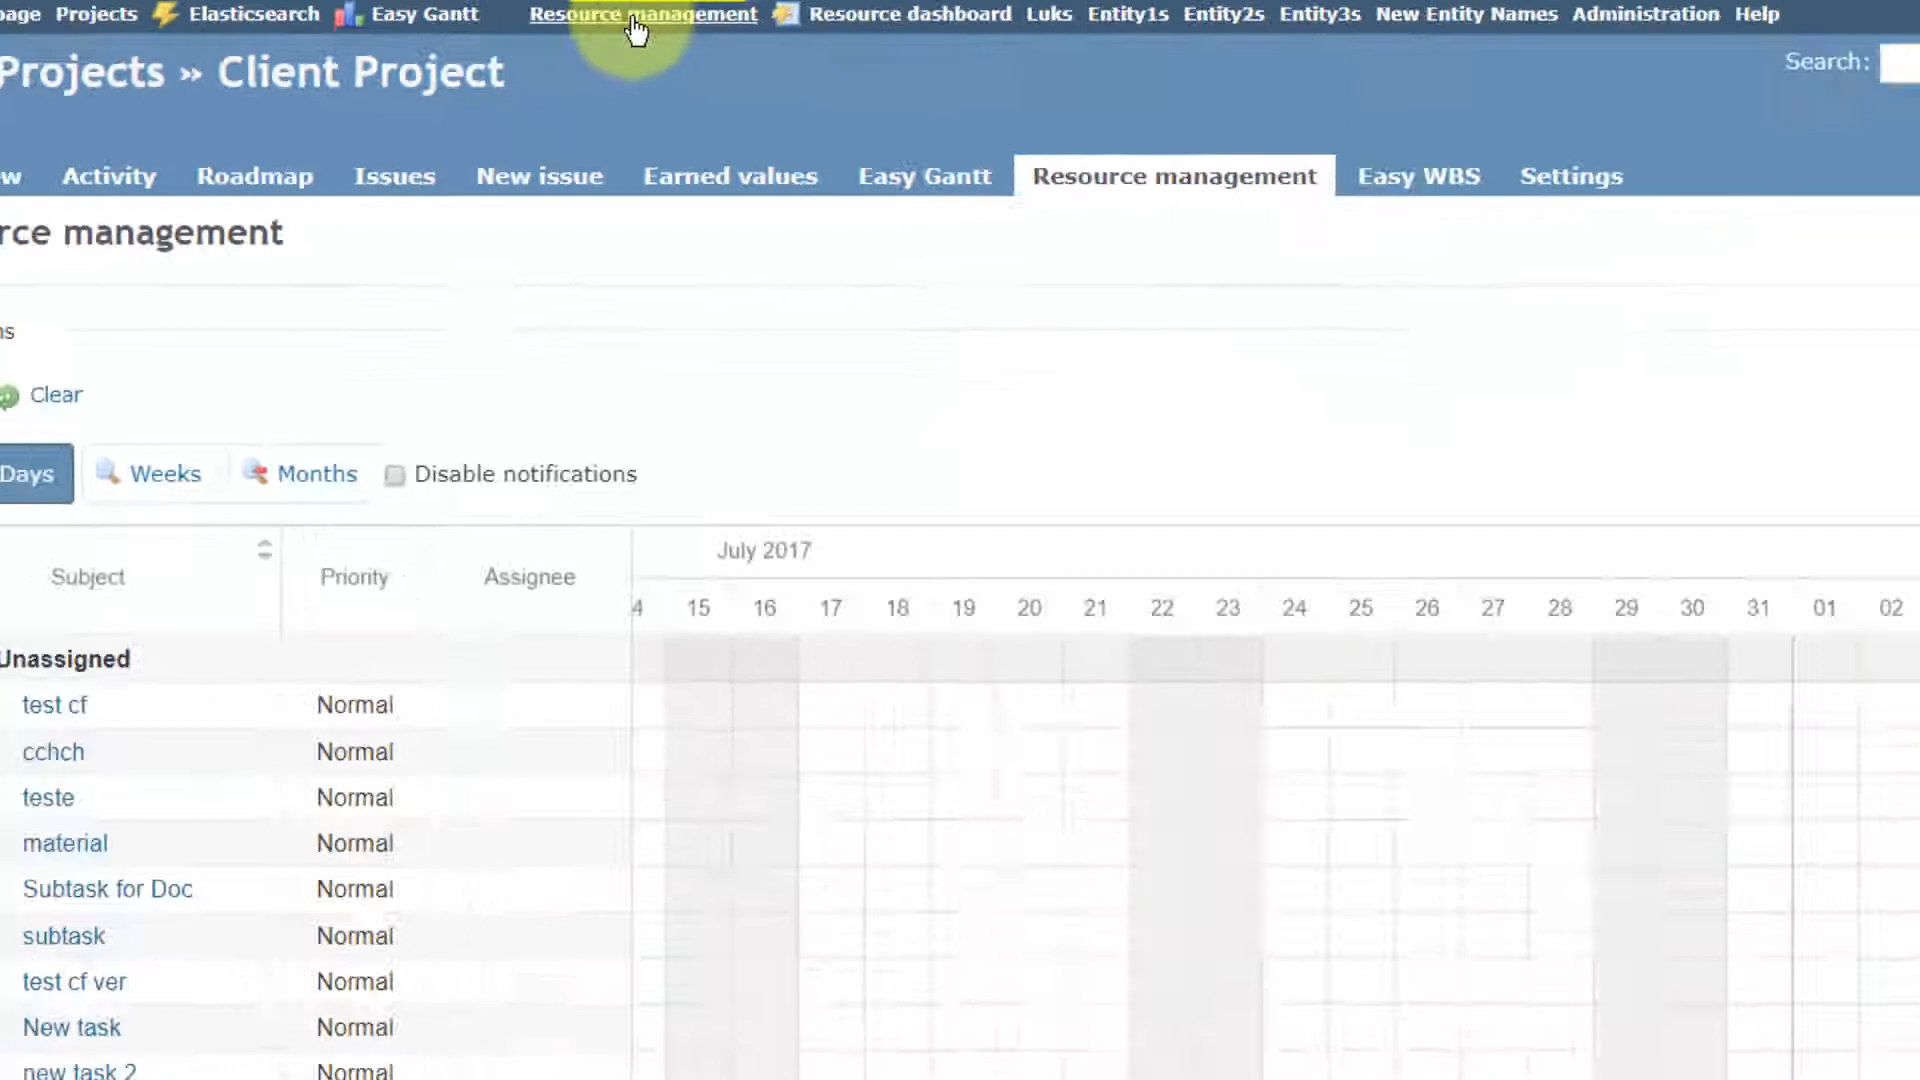 Projects Elasticsearch Easy Gantt Resource management Resource dashboard Luks Entity1s Entity2s Entity3s New Entity Names Administration Help
Projects » Client Project
Search:
Activity Roadmap Issues New issue Earned values Easy Gantt Resource management Easy WBS Settings
rce management
ns
Clear
Days Weeks Months Disable notifications
July 2017
Subject Priority Assignee
4 15 16 17 18 19 20 21 22 23 24 25 26 27 28 29 30 31 01 02
Unassigned
test cf Normal
cchch Normal
teste Normal
material Normal
Subtask for Doc Normal
subtask Normal
test cf ver Normal
New task Normal
new task 2 Normal